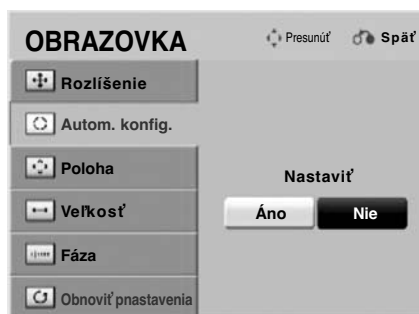 OBRAZOVKA
Presunúť Späť
Rozlíšenie
Autom. konfig.
Poloha
Nastaviť
Veľkosť
Áno Nie
Fáza
Obnoviť pnastavenia